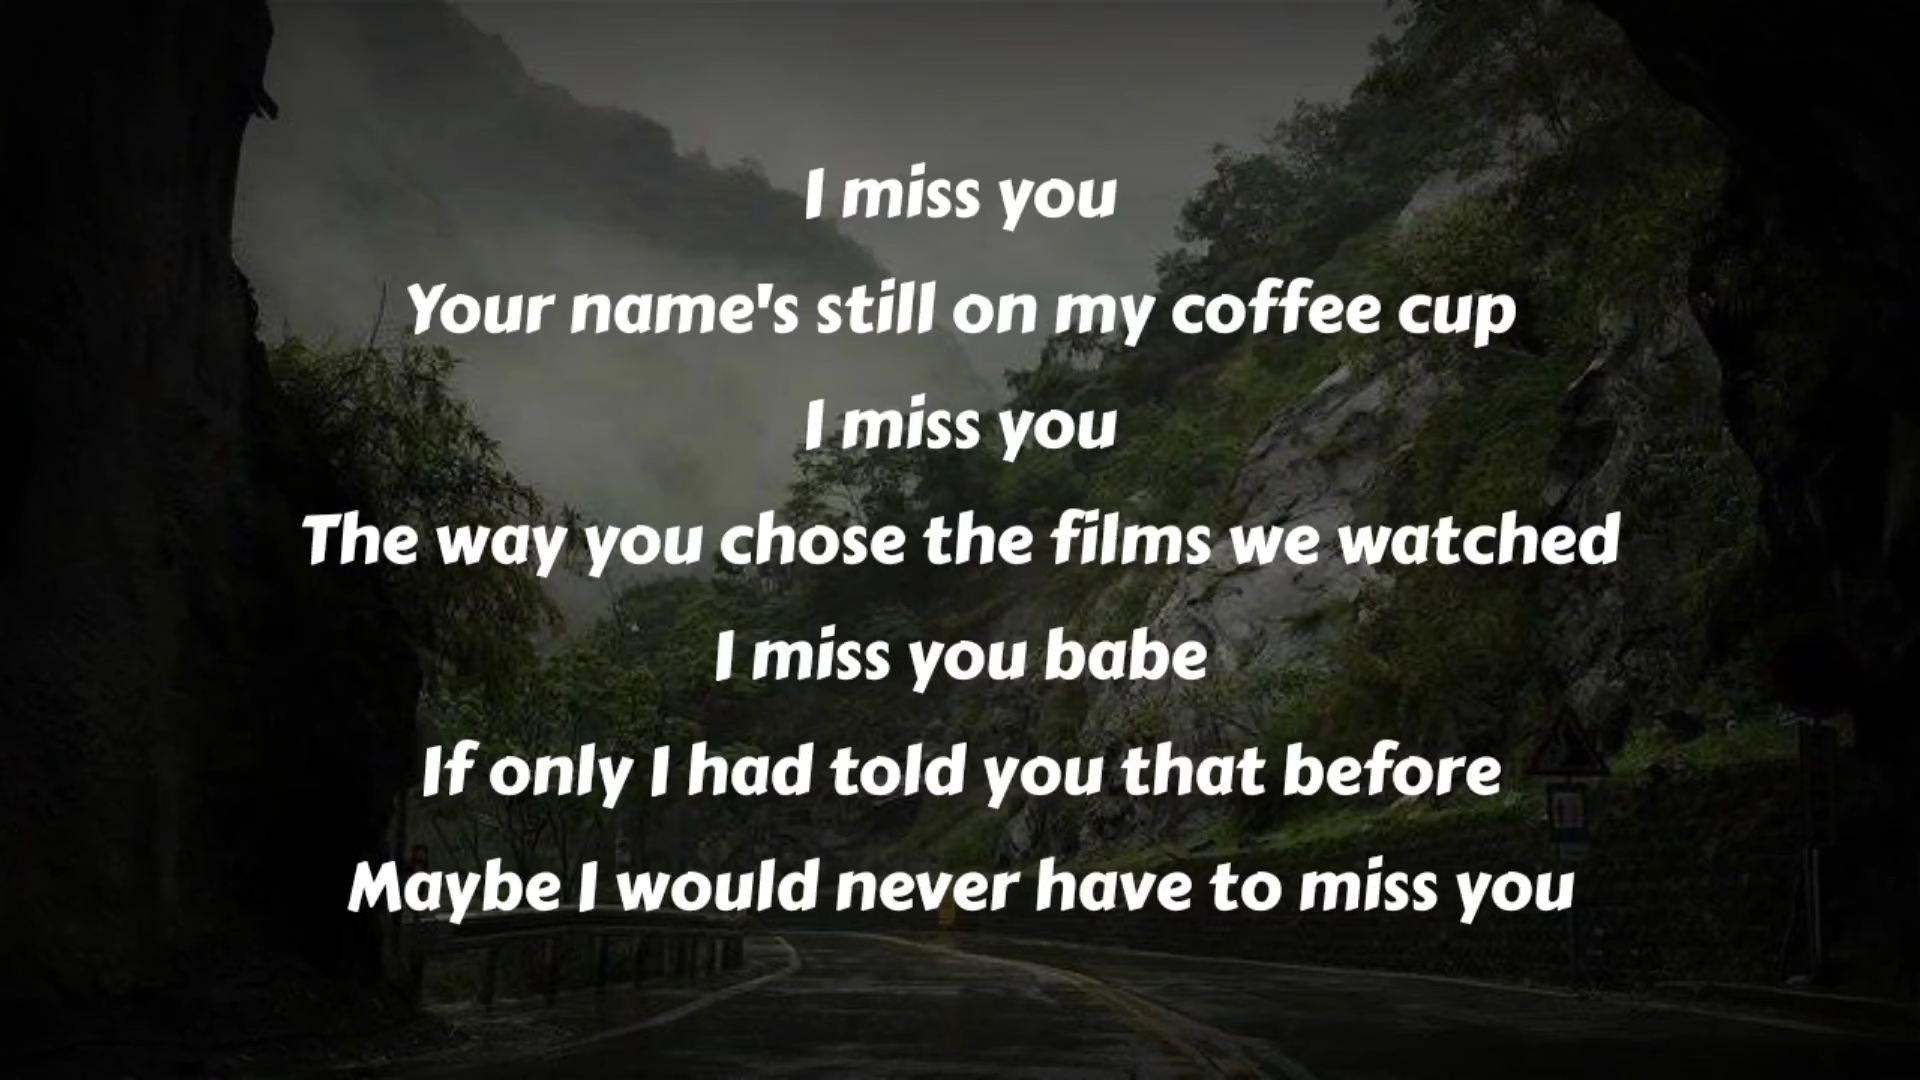 I miss you
Your name's still on my coffee cup
I miss you
The way you chose the films we watched
I miss you babe
If only I had told you that before
Maybe I would never have to miss you